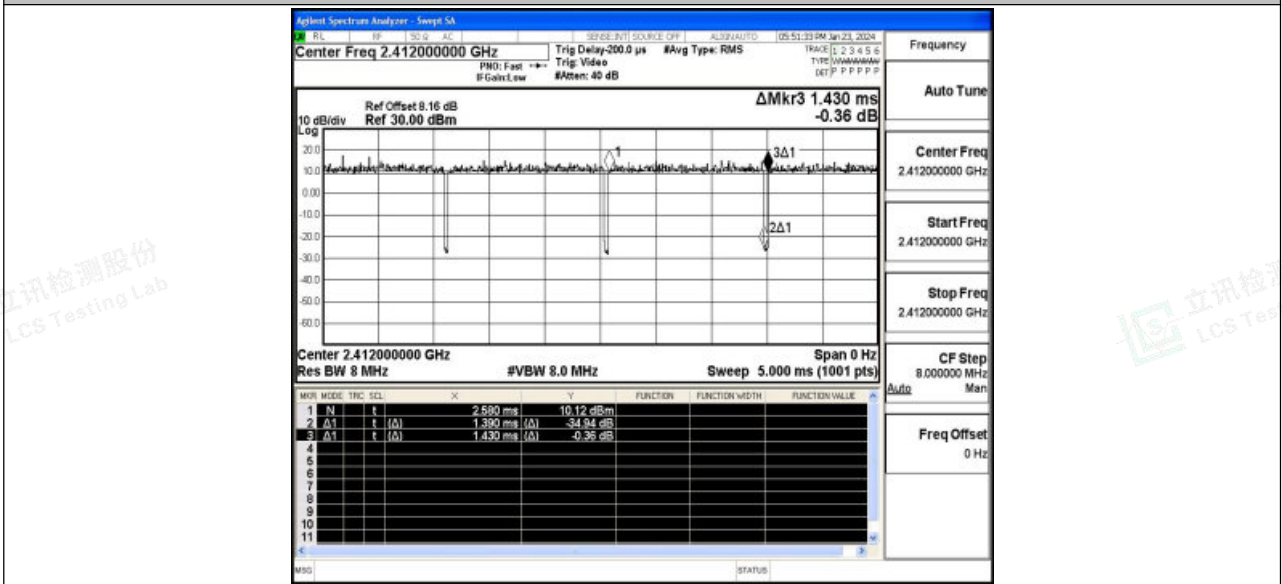 Agilent Spectrum Analyzer - Swept SA
RL RF 50 Ω AC SENSE:INT SOURCE OFF ALIGNAUTO 05:51:33 PM Jan 23, 2024
Center Freq 2.412000000 GHz
PNO: Fast
IFGain:Low
Trig Delay-200.0 µs #Avg Type: RMS
Trig: Video
#Atten: 40 dB
TRACE 1 2 3 4 5 6
TYPE
DET P P P P P P
Frequency
Auto Tune
Center Freq
2.412000000 GHz
Start Freq
2.412000000 GHz
Stop Freq
2.412000000 GHz
CF Step
8.000000 MHz
Auto Man
Freq Offset
0 Hz
ΔMkr3 1.430 ms
-0.36 dB
Ref Offset 8.16 dB
10 dB/div Ref 30.00 dBm
Log
20.0
10.0
0.00
-10.0
-20.0
-30.0
-40.0
-50.0
-60.0
1
3Δ1
2Δ1
Center 2.412000000 GHz Span 0 Hz
Res BW 8 MHz #VBW 8.0 MHz Sweep 5.000 ms (1001 pts)
MKR MODE TRC SCL X Y FUNCTION FUNCTION WIDTH FUNCTION VALUE
1 N t 2.580 ms 10.12 dBm
2 Δ1 t (Δ) 1.390 ms (Δ) -34.94 dB
3 Δ1 t (Δ) 1.430 ms (Δ) -0.36 dB
4
5
6
7
8
9
10
11
MSG STATUS
立讯检测股份
LCS Testing Lab
立讯检
LCS Tes